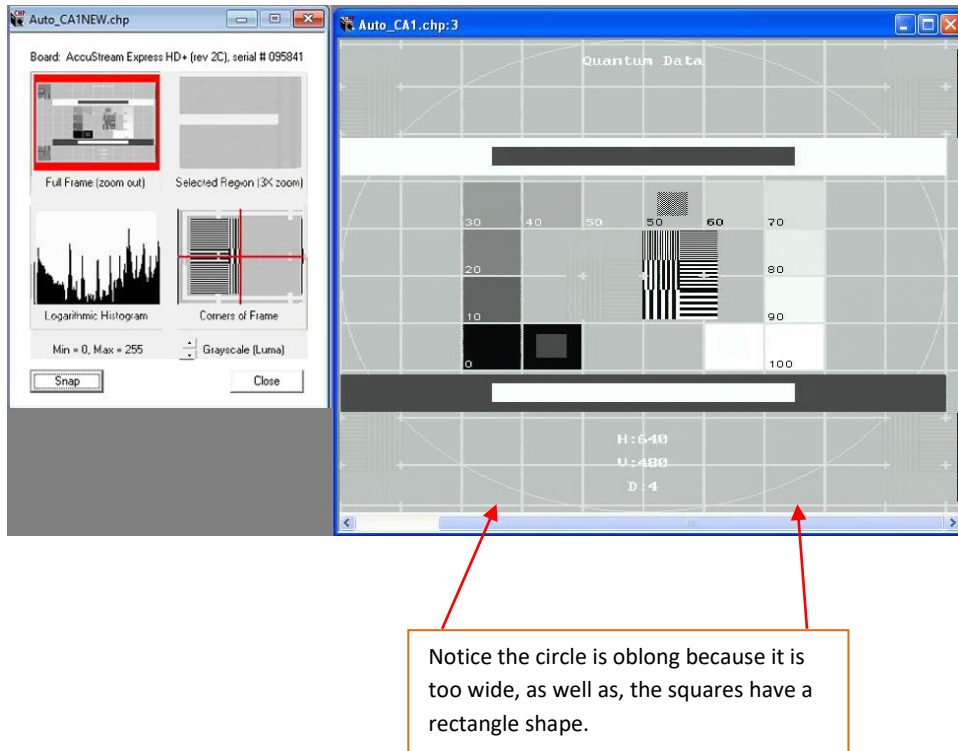 Auto_CA1NEW.chp
Board: AccuStream Express HD+ (rev 2C), serial # 095841
Full Frame (zoom out)
Selected Region (3X zoom)
Logarithmic Histogram
Corners of Frame
Min = 0, Max = 255
Grayscale (Luma)
Snap
Close
Auto_CA1.chp:3
Quantum Data
30 40 50 50 60 70
20 80
10 90
0 100
H:640
V:480
D:4
Notice the circle is oblong because it is
too wide, as well as, the squares have a
rectangle shape.